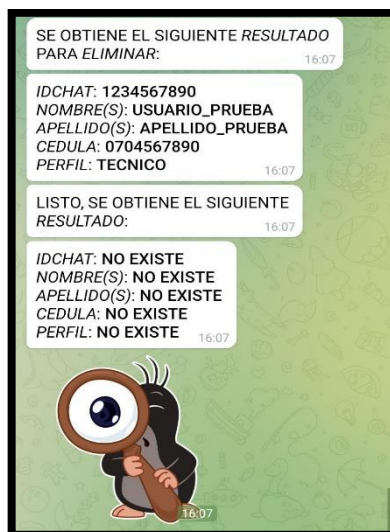 SE OBTIENE EL SIGUIENTE RESULTADO
PARA ELIMINAR:
16:07
IDCHAT: 1234567890
NOMBRE(S): USUARIO_PRUEBA
APELLIDO(S): APELLIDO_PRUEBA
CEDULA: 0704567890
PERFIL: TECNICO
16:07
LISTO, SE OBTIENE EL SIGUIENTE
RESULTADO:
16:07
IDCHAT: NO EXISTE
NOMBRE(S): NO EXISTE
APELLIDO(S): NO EXISTE
CEDULA: NO EXISTE
PERFIL: NO EXISTE
16:07
16:07